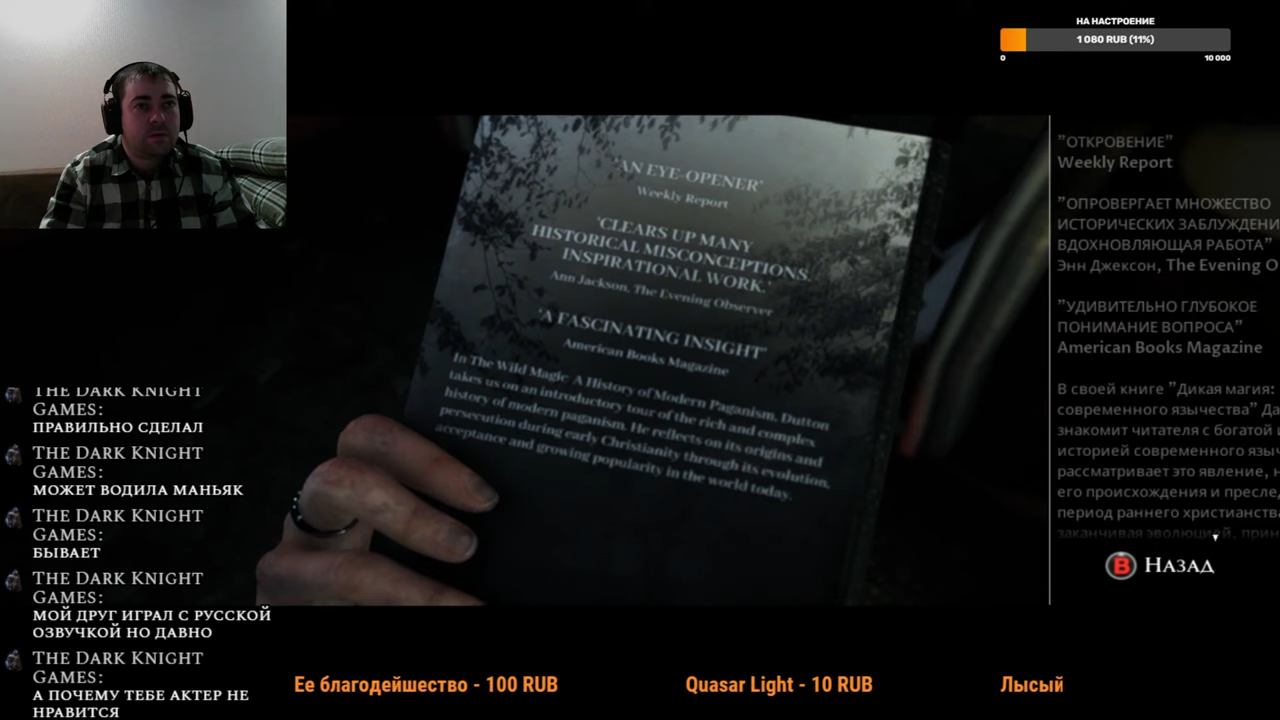 НА НАСТРОЕНИЕ
1 080 RUB (11%)
0
10 000
'AN EYE-OPENER'
Weekly Report
'CLEARS UP MANY
HISTORICAL MISCONCEPTIONS.
INSPIRATIONAL WORK.'
Ann Jackson, The Evening Observer
'A FASCINATING INSIGHT'
American Books Magazine
In The Wild Magic: A History of Modern Paganism, Dutton
takes us on an introductory tour of the rich and complex
history of modern paganism. He reflects on its origins and
persecution during early Christianity through its evolution,
acceptance and growing popularity in the world today.
"ОТКРОВЕНИЕ"
Weekly Report
"ОПРОВЕРГАЕТ МНОЖЕСТВО
ИСТОРИЧЕСКИХ ЗАБЛУЖДЕНИ
ВДОХНОВЛЯЮЩАЯ РАБОТА"
Энн Джексон, The Evening O
"УДИВИТЕЛЬНО ГЛУБОКОЕ
ПОНИМАНИЕ ВОПРОСА"
American Books Magazine
В своей книге "Дикая магия:
современного язычества" Да
знакомит читателя с богатой и
историей современного языч
рассматривает это явление, н
его происхождения и пресле
период раннего христианства
заканчивая эволюцией, прин
B Назад
THE DARK KNIGHT
GAMES:
ПРАВИЛЬНО СДЕЛАЛ
THE DARK KNIGHT
GAMES:
МОЖЕТ ВОДИЛА МАНЬЯК
THE DARK KNIGHT
GAMES:
БЫВАЕТ
THE DARK KNIGHT
GAMES:
МОЙ ДРУГ ИГРАЛ С РУССКОЙ
ОЗВУЧКОЙ НО ДАВНО
THE DARK KNIGHT
GAMES:
А ПОЧЕМУ ТЕБЕ АКТЕР НЕ
НРАВИТСЯ
Ее благодейшество - 100 RUB
Quasar Light - 10 RUB
Лысый